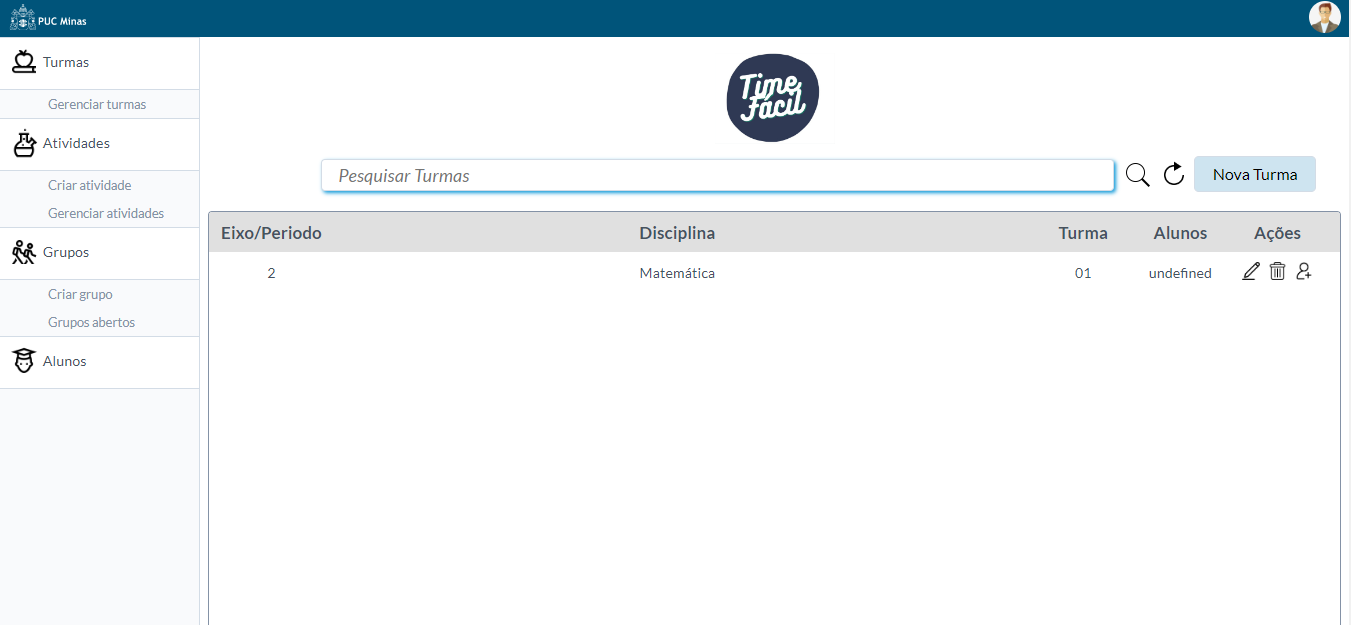 PUC Minas
Turmas
Gerenciar turmas
Atividades
Criar atividade
Gerenciar atividades
Grupos
Criar grupo
Grupos abertos
Alunos
Time
Fácil
Pesquisar Turmas
Nova Turma
Eixo/Periodo Disciplina Turma Alunos Ações
2 Matemática 01 undefined